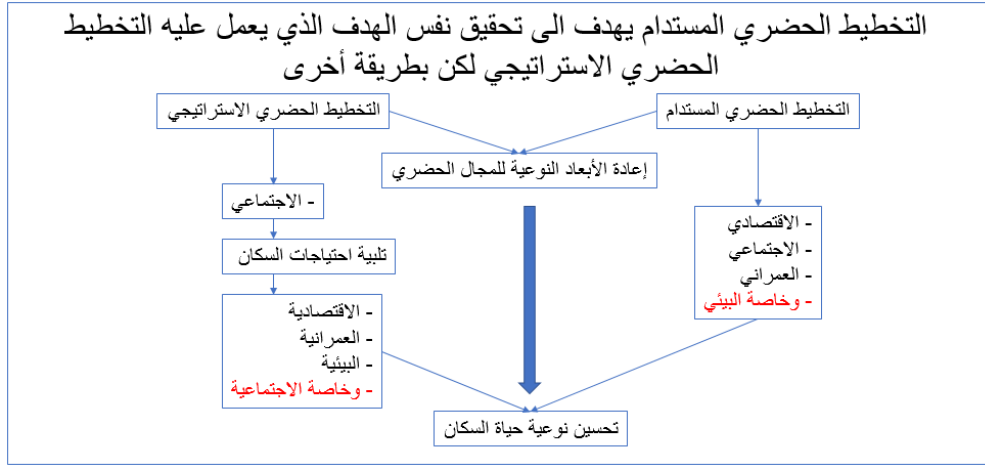 التخطيط الحضري المستدام يهدف الى تحقيق نفس الهدف الذي يعمل عليه التخطيط
الحضري الاستراتيجي لكن بطريقة أخرى
التخطيط الحضري المستدام
التخطيط الحضري الاستراتيجي
إعادة الأبعاد النوعية للمجال الحضري
- الاقتصادي
- الاجتماعي
- العمراني
- وخاصة البيئي
- الاجتماعي
تلبية احتياجات السكان
- الاقتصادية
- العمرانية
- البيئية
- وخاصة الاجتماعية
تحسين نوعية حياة السكان